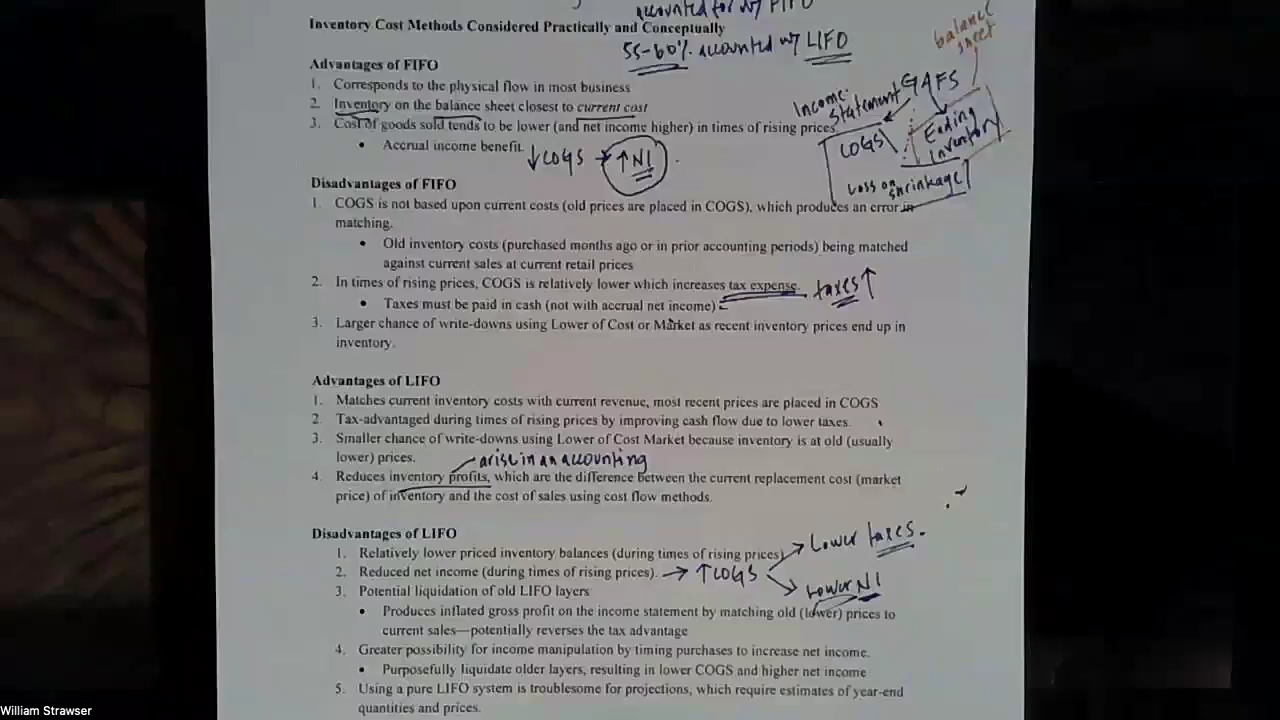 accounted for w/ FIFO
Inventory Cost Methods Considered Practically and Conceptually
55-60% accounted w/ LIFO
balance
sheet
Advantages of FIFO
1. Corresponds to the physical flow in most business
2. Inventory on the balance sheet closest to current cost
3. Cost of goods sold tends to be lower (and net income higher) in times of rising prices
• Accrual income benefit.
↓COGS → ↑NI
GAFS
Income
Statement
COGS
Ending
Inventory
Loss on
shrinkage
Disadvantages of FIFO
1. COGS is not based upon current costs (old prices are placed in COGS), which produces an error in
matching.
• Old inventory costs (purchased months ago or in prior accounting periods) being matched
against current sales at current retail prices
2. In times of rising prices, COGS is relatively lower which increases tax expense. taxes↑
• Taxes must be paid in cash (not with accrual net income)
3. Larger chance of write-downs using Lower of Cost or Market as recent inventory prices end up in
inventory.
Advantages of LIFO
1. Matches current inventory costs with current revenue, most recent prices are placed in COGS
2. Tax-advantaged during times of rising prices by improving cash flow due to lower taxes.
3. Smaller chance of write-downs using Lower of Cost Market because inventory is at old (usually
lower) prices.
arise in an accounting
4. Reduces inventory profits, which are the difference between the current replacement cost (market
price) of inventory and the cost of sales using cost flow methods.
Disadvantages of LIFO
1. Relatively lower priced inventory balances (during times of rising prices)
→ Lower taxes.
2. Reduced net income (during times of rising prices). → ↑COGS
→ Lower NI
3. Potential liquidation of old LIFO layers
• Produces inflated gross profit on the income statement by matching old (lower) prices to
current sales—potentially reverses the tax advantage
4. Greater possibility for income manipulation by timing purchases to increase net income.
• Purposefully liquidate older layers, resulting in lower COGS and higher net income
5. Using a pure LIFO system is troublesome for projections, which require estimates of year-end
quantities and prices.
William Strawser